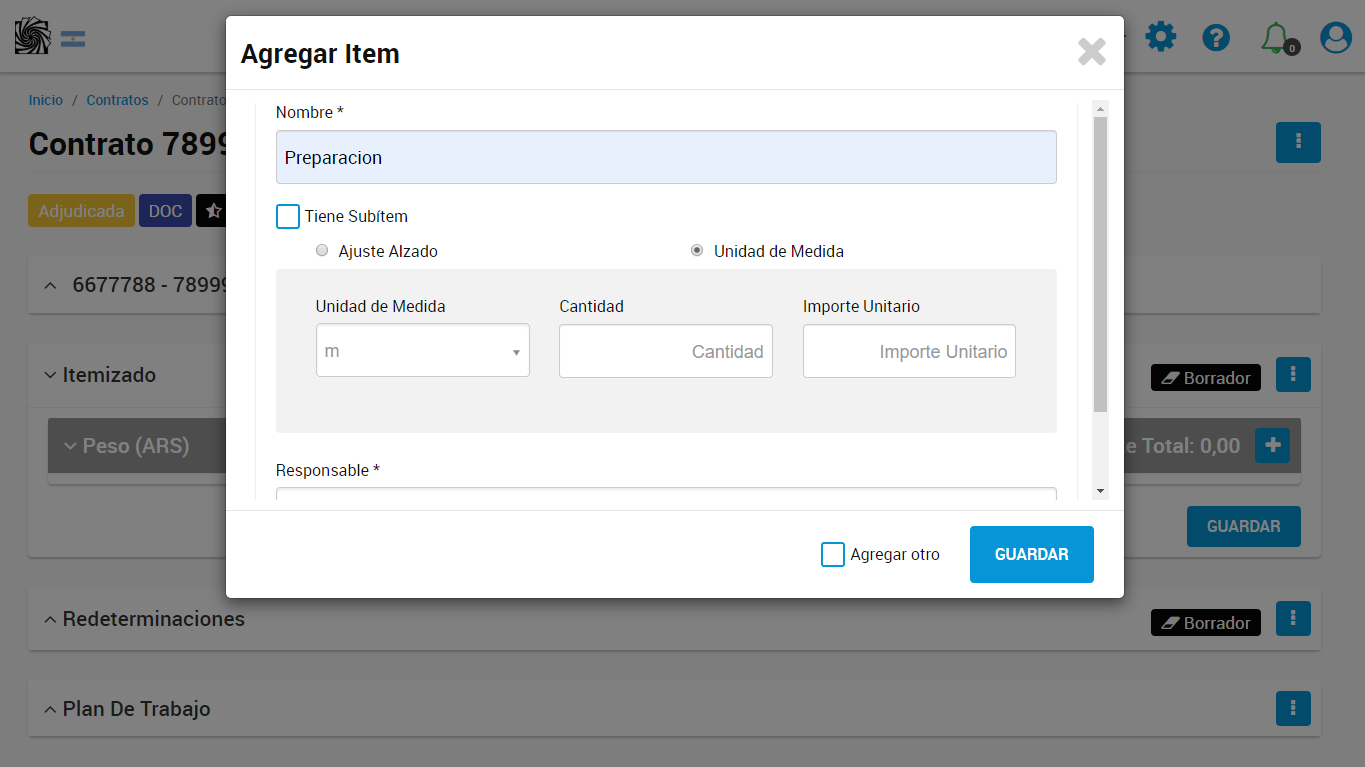 Agregar Item
0
Inicio / Contratos / Contrato
Contrato 7899
Adjudicada DOC
6677788 - 7899
Nombre *
Preparacion
Tiene Subítem
Ajuste Alzado Unidad de Medida
Unidad de Medida Cantidad Importe Unitario
m Cantidad Importe Unitario
Responsable *
Agregar otro GUARDAR
Itemizado Borrador
Peso (ARS) e Total: 0,00
GUARDAR
Redeterminaciones Borrador
Plan De Trabajo